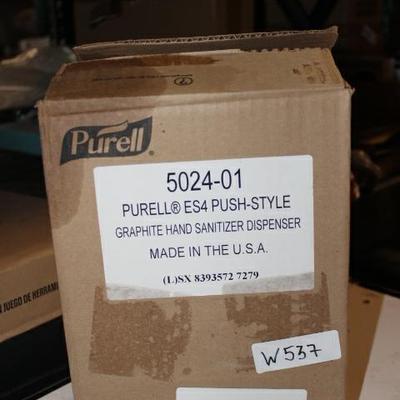 Purell
5024-01
PURELL® ES4 PUSH-STYLE
GRAPHITE HAND SANITIZER DISPENSER
MADE IN THE U.S.A.
(L)SX 8393572 7279
W537
N JUEGO DE HERRAM